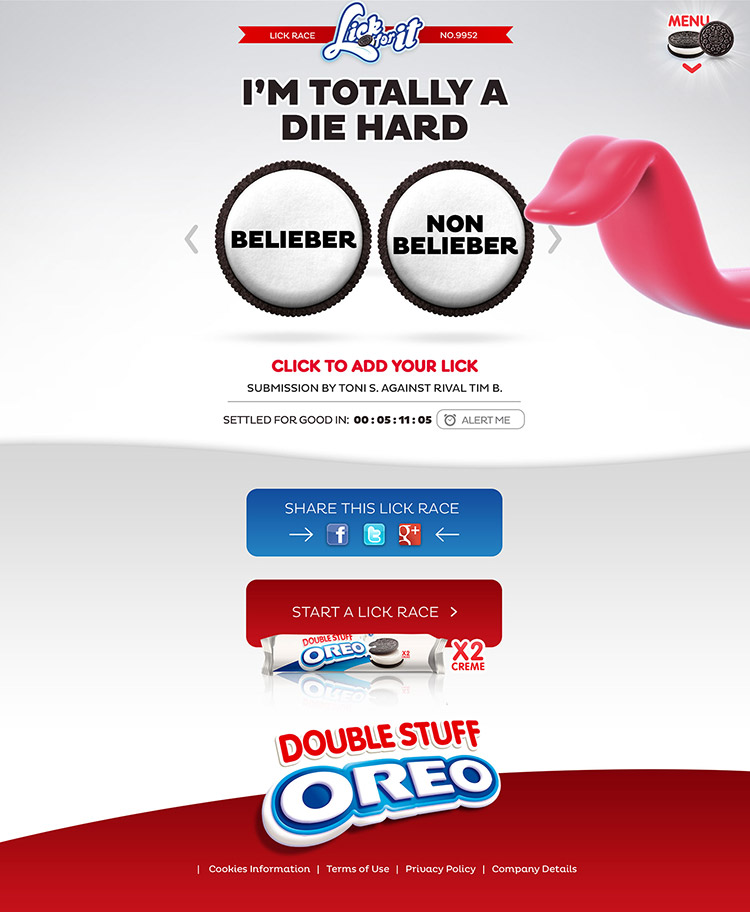 LICK RACE
Lick for it
NO.9952
MENU
I'M TOTALLY A
DIE HARD
BELIEBER
NON
BELIEBER
CLICK TO ADD YOUR LICK
SUBMISSION BY TONI S. AGAINST RIVAL TIM B.
SETTLED FOR GOOD IN: 00 : 05 : 11 : 05 ALERT ME
SHARE THIS LICK RACE
START A LICK RACE
DOUBLE STUFF
OREO
X2
X2
CREME
DOUBLE STUFF
OREO
| Cookies Information | Terms of Use | Privacy Policy | Company Details